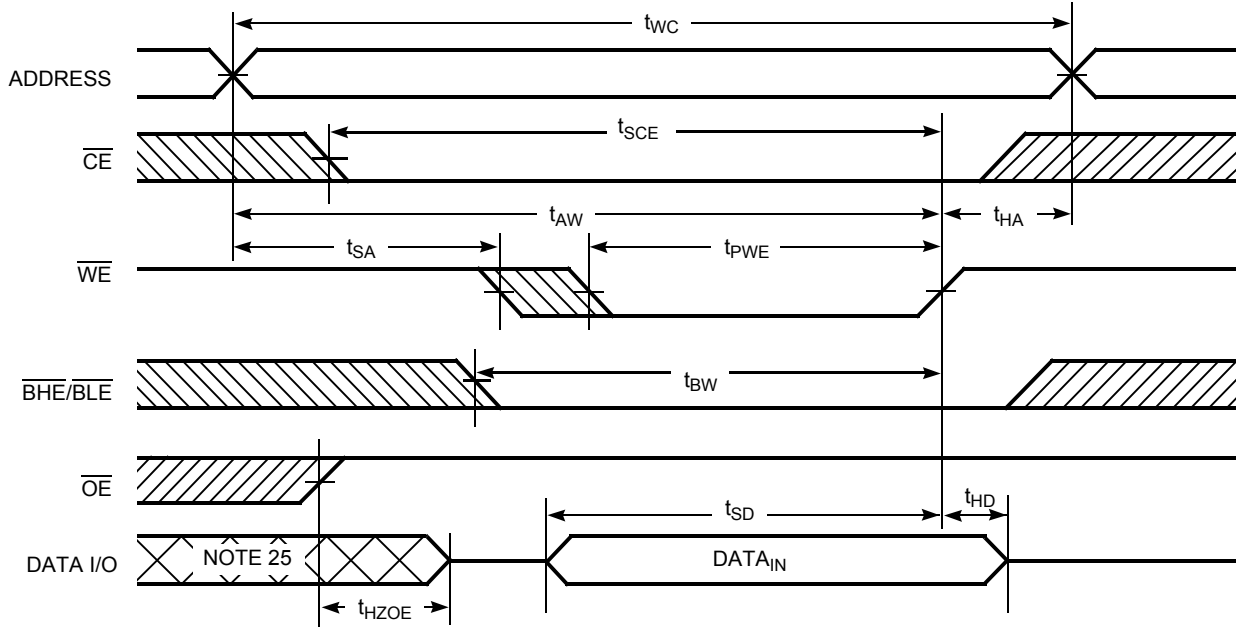 tWC
ADDRESS
tSCE
CE
tAW
tHA
tSA
tPWE
WE
tBW
BHE/BLE
OE
tSD
tHD
DATA I/O
NOTE 25
DATAIN
tHZOE